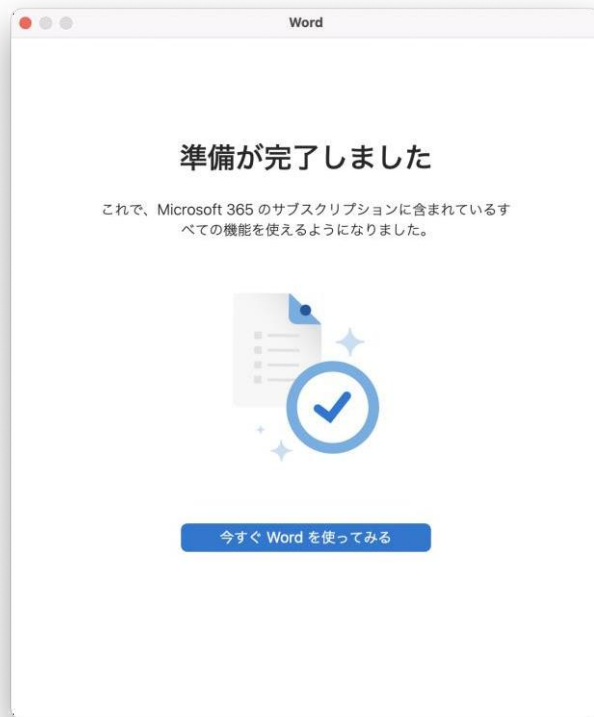 Word
準備が完了しました
これで、Microsoft 365 のサブスクリプションに含まれているす
べての機能を使えるようになりました。
今すぐ Word を使ってみる